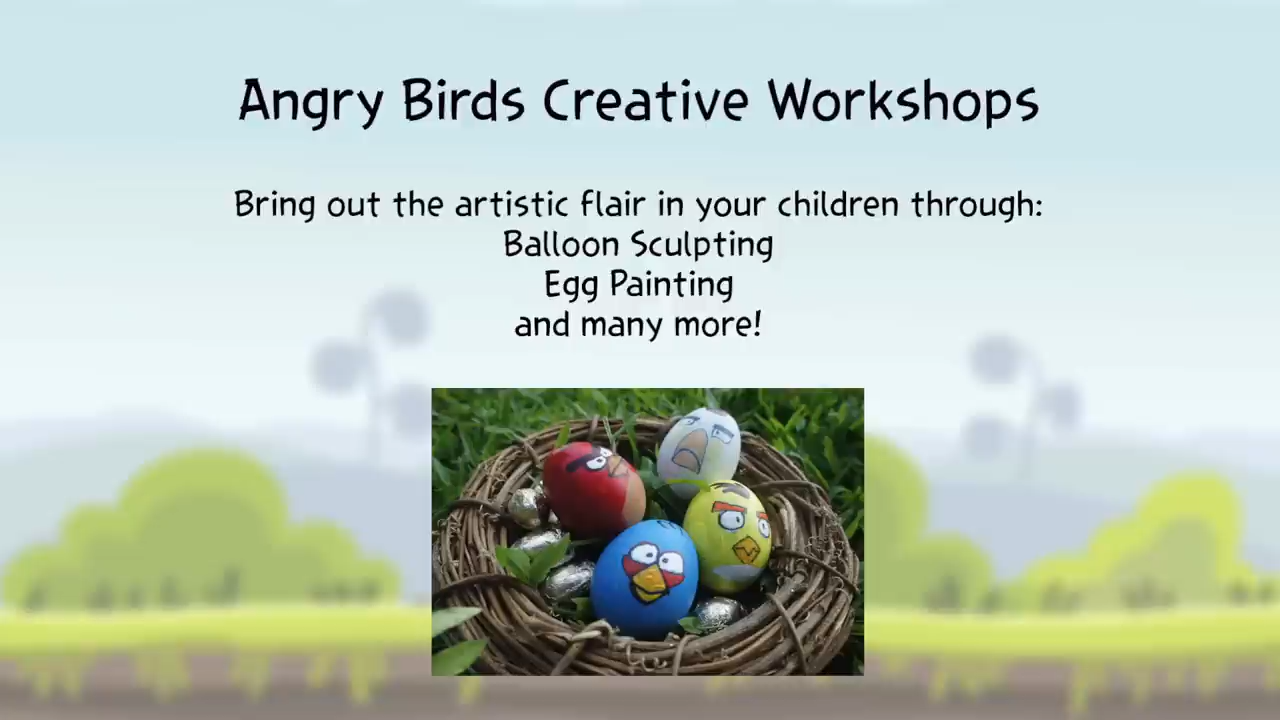 Angry Birds Creative Workshops
Bring out the artistic flair in your children through:
Balloon Sculpting
Egg Painting
and many more!